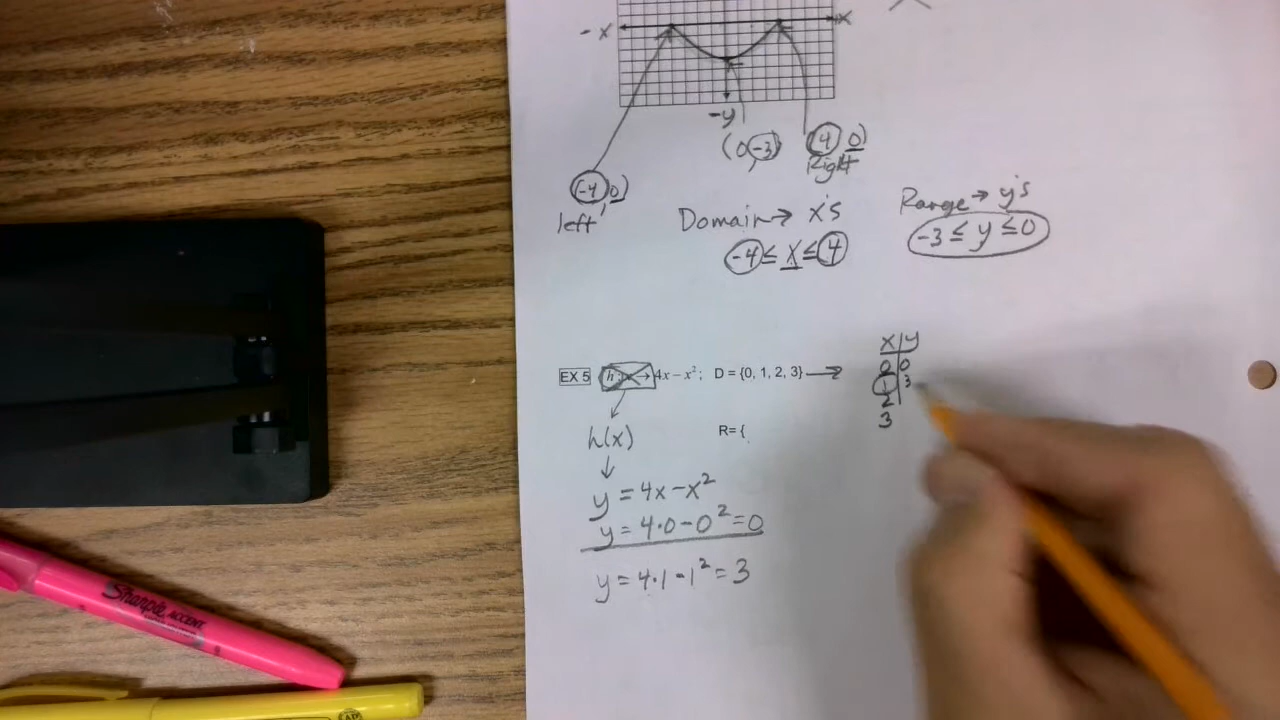 -x x
-y
(0 -3) (4 0)
Right
(-4 0)
left
Domain → x's
-4 ≤ x ≤ 4
Range → y's
-3 ≤ y ≤ 0
EX 5 h: x → 4x – x²; D = {0, 1, 2, 3} →
h(x)
R= {
y = 4x - x²
y = 4·0 - 0² = 0
y = 4·1 - 1² = 3
x y
0 0
1 3
2
3
Sharpie ACCENT
AP